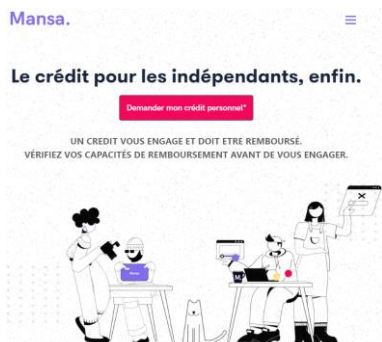 Mansa.
Le crédit pour les indépendants, enfin.
Demander mon crédit personnel*
UN CREDIT VOUS ENGAGE ET DOIT ETRE REMBOURSÉ.
VÉRIFIEZ VOS CAPACITÉS DE REMBOURSEMENT AVANT DE VOUS ENGAGER.